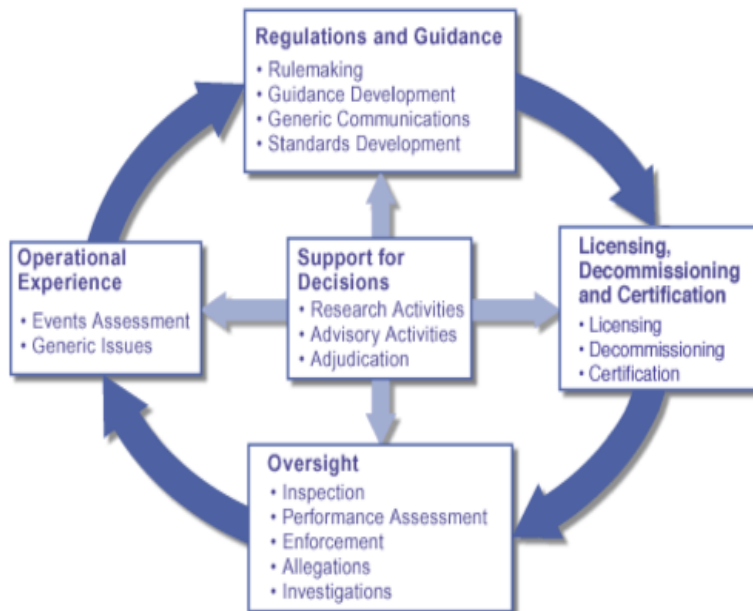 Regulations and Guidance
• Rulemaking
• Guidance Development
• Generic Communications
• Standards Development
Operational
Experience
• Events Assessment
• Generic Issues
Support for
Decisions
• Research Activities
• Advisory Activities
• Adjudication
Licensing,
Decommissioning
and Certification
• Licensing
• Decommissioning
• Certification
Oversight
• Inspection
• Performance Assessment
• Enforcement
• Allegations
• Investigations